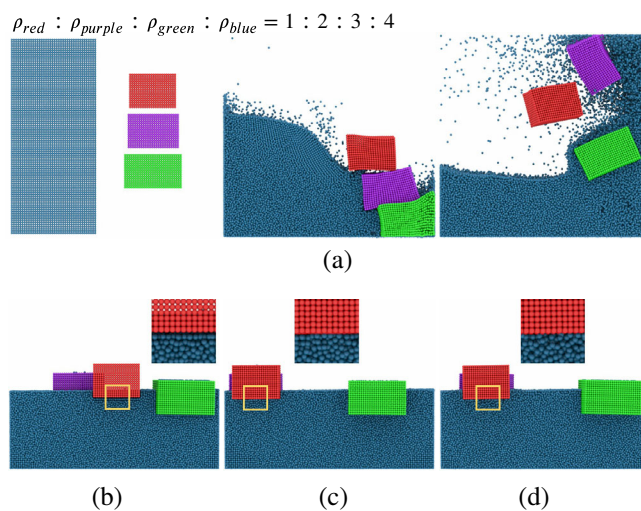 ρ_red : ρ_purple : ρ_green : ρ_blue = 1 : 2 : 3 : 4
(a)
(b) (c) (d)